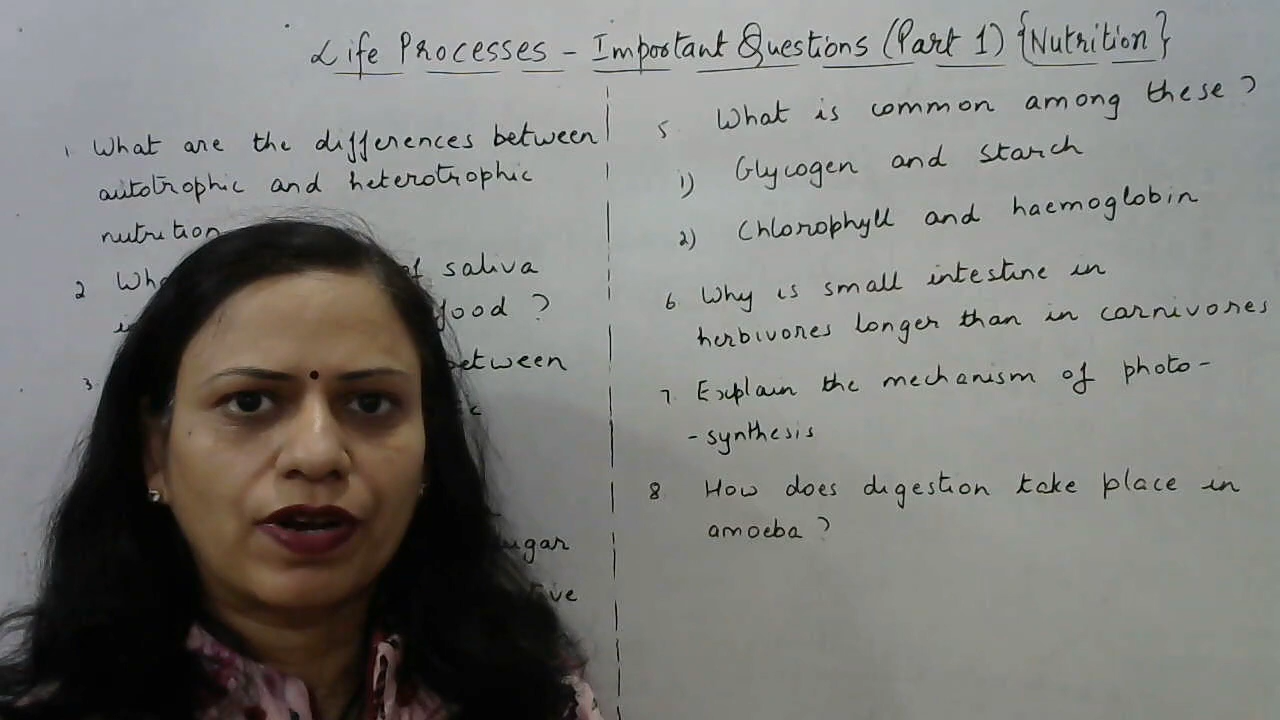 Life Processes - Important Questions (Part 1) {Nutrition}
1 What are the differences between
autotrophic and heterotrophic
nutrition
2 of saliva
food ?
3. between
ugar
5. What is common among these ?
1) Glycogen and starch
2) Chlorophyll and haemoglobin
6 Why is small intestine in
herbivores longer than in carnivores
7. Explain the mechanism of photo-
-synthesis
8 How does digestion take place in
amoeba ?